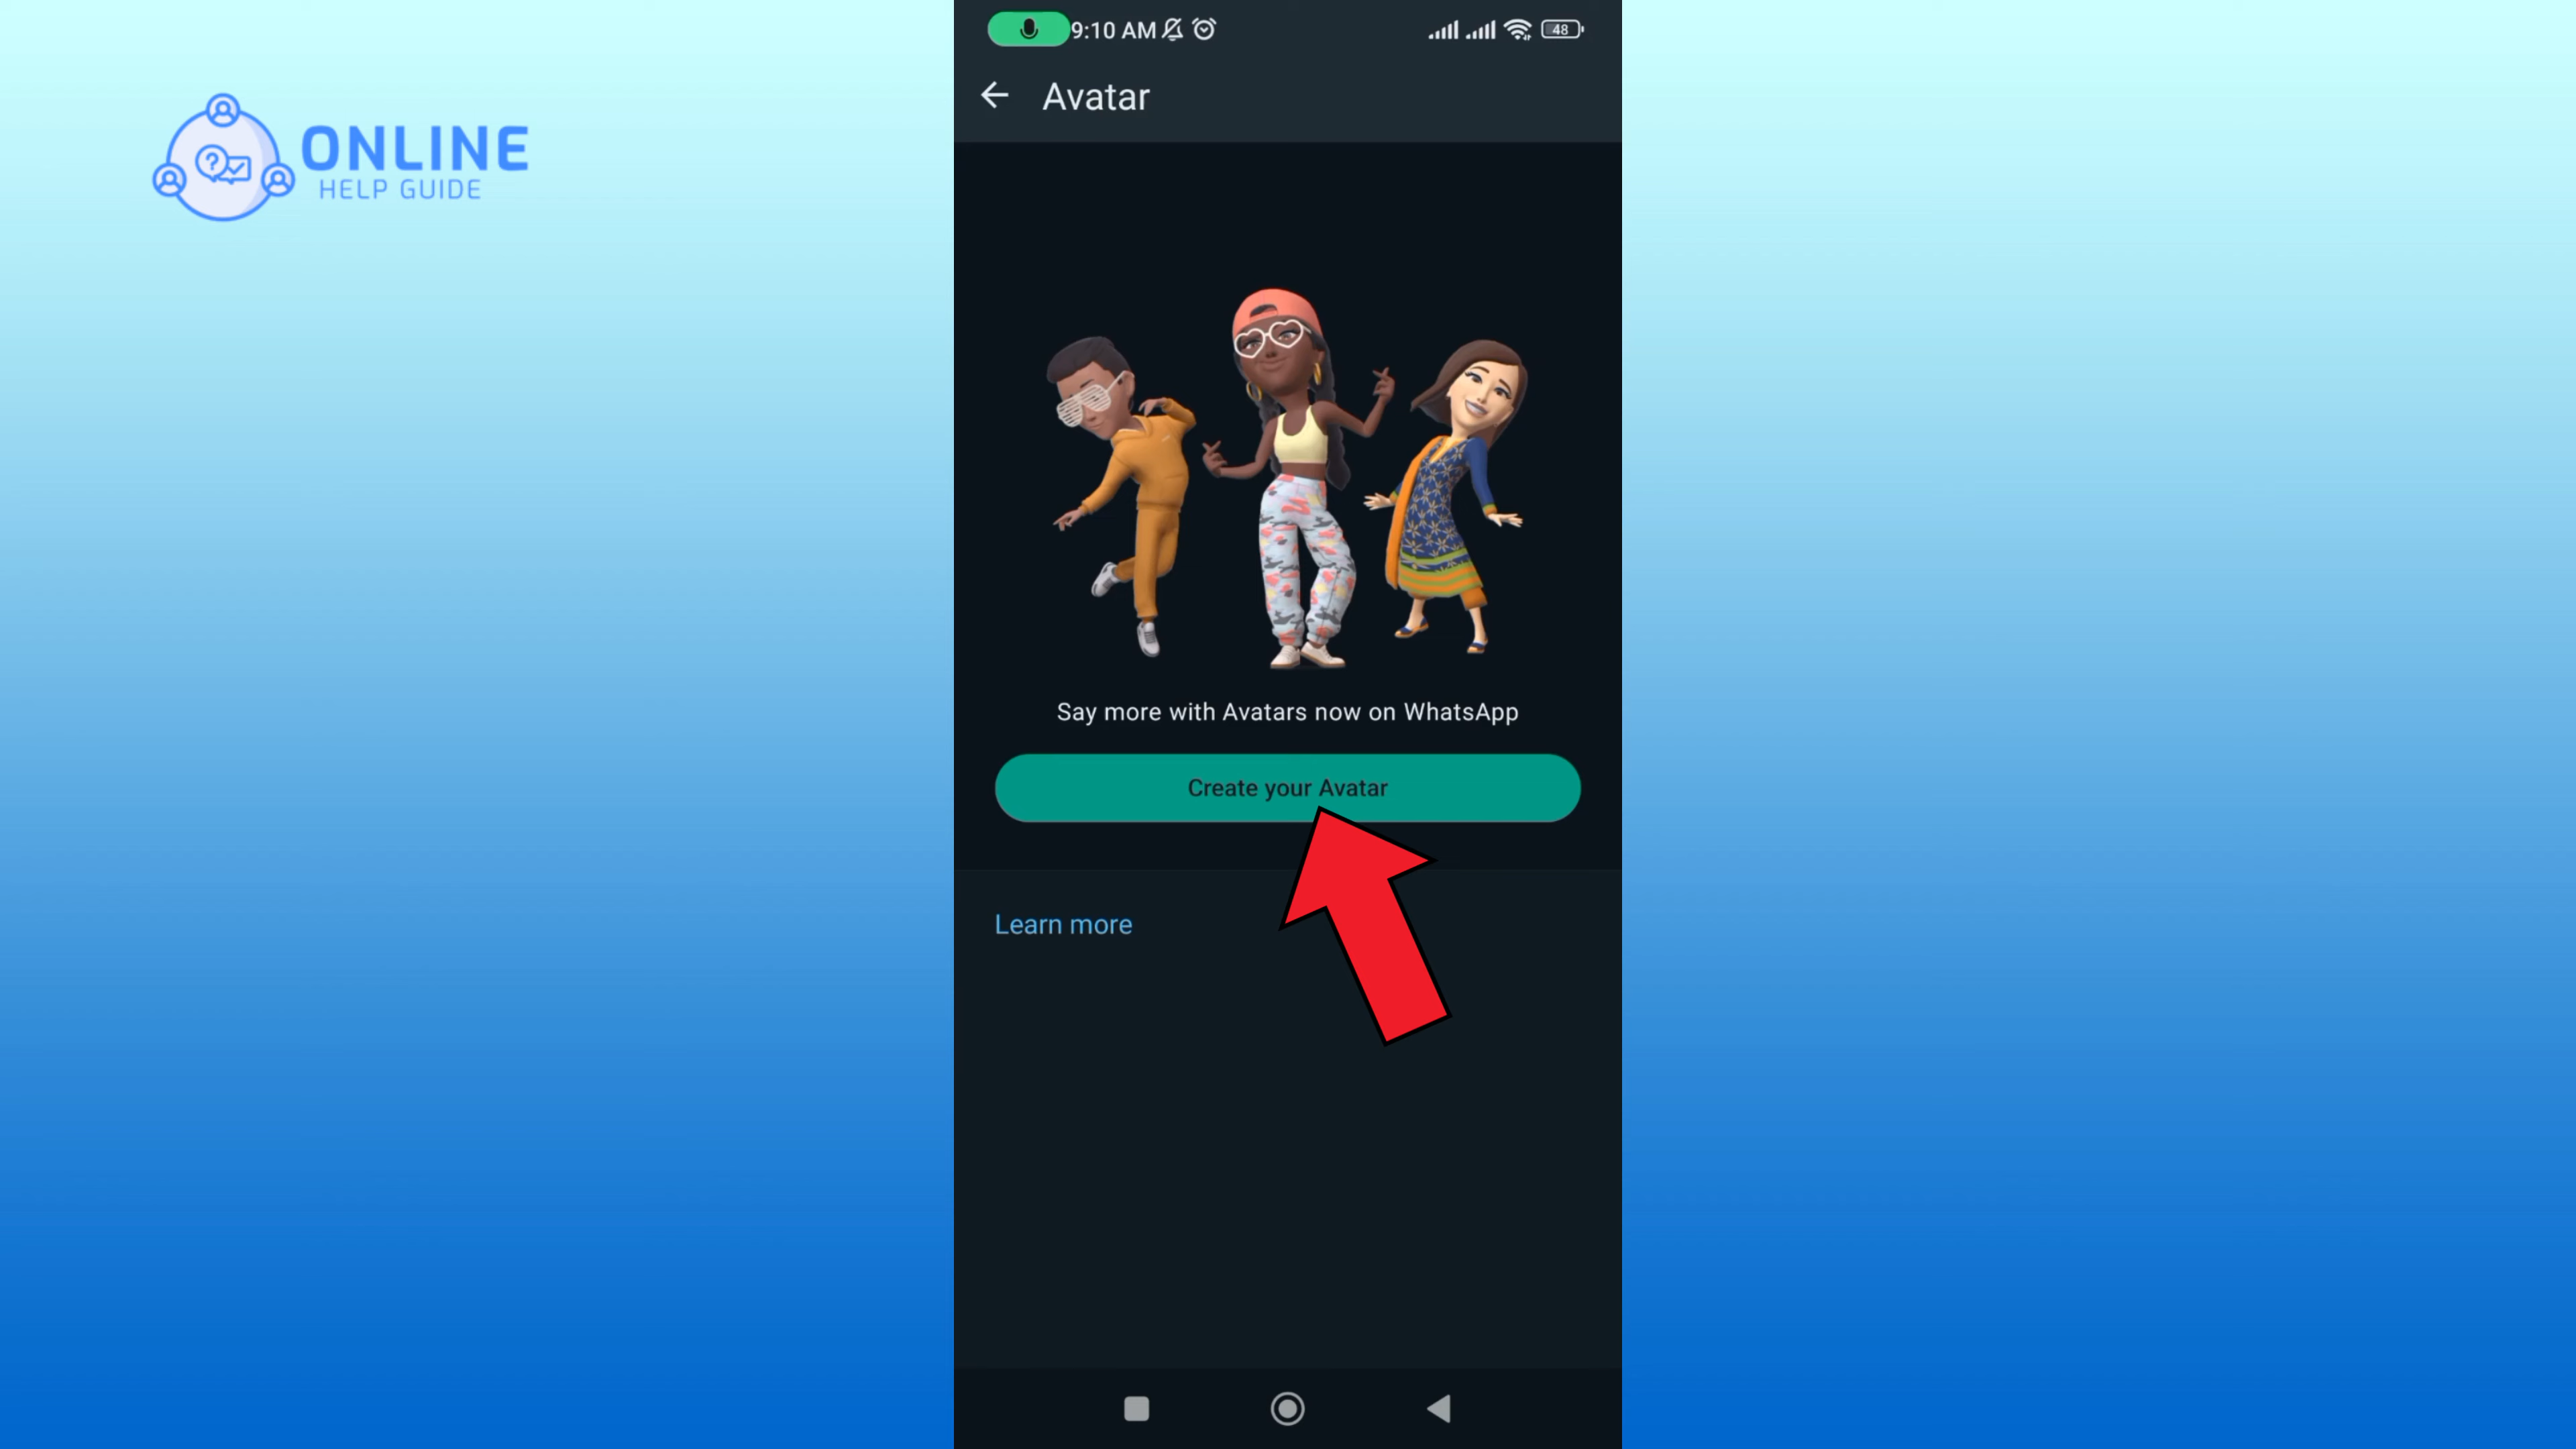 ONLINE
HELP GUIDE
9:10 AM
48
Avatar
Say more with Avatars now on WhatsApp
Create your Avatar
Learn more